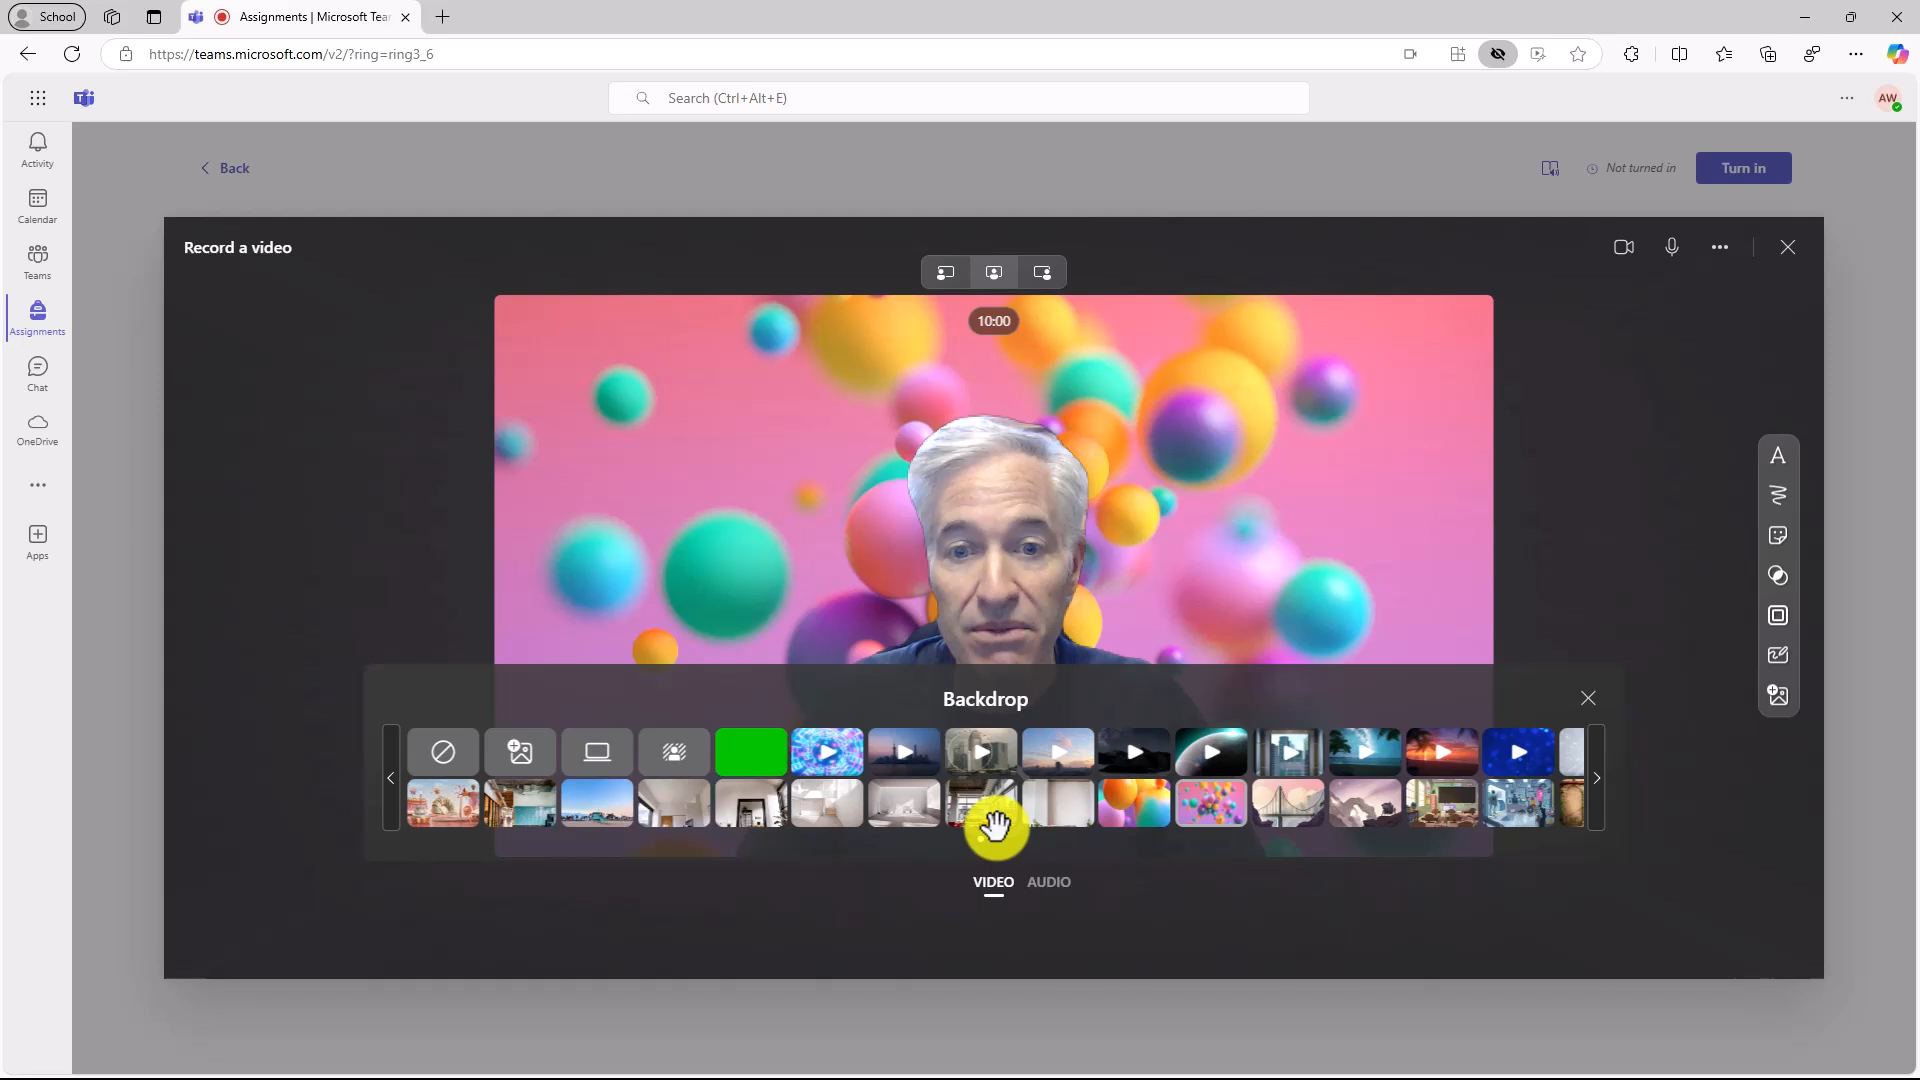 School
Assignments | Microsoft Tea
https://teams.microsoft.com/v2/?ring=ring3_6
Search (Ctrl+Alt+E)
AW
Activity
Calendar
Teams
Assignments
Chat
OneDrive
Apps
Back
Not turned in
Turn in
Record a video
10:00
A
Backdrop
VIDEO
AUDIO